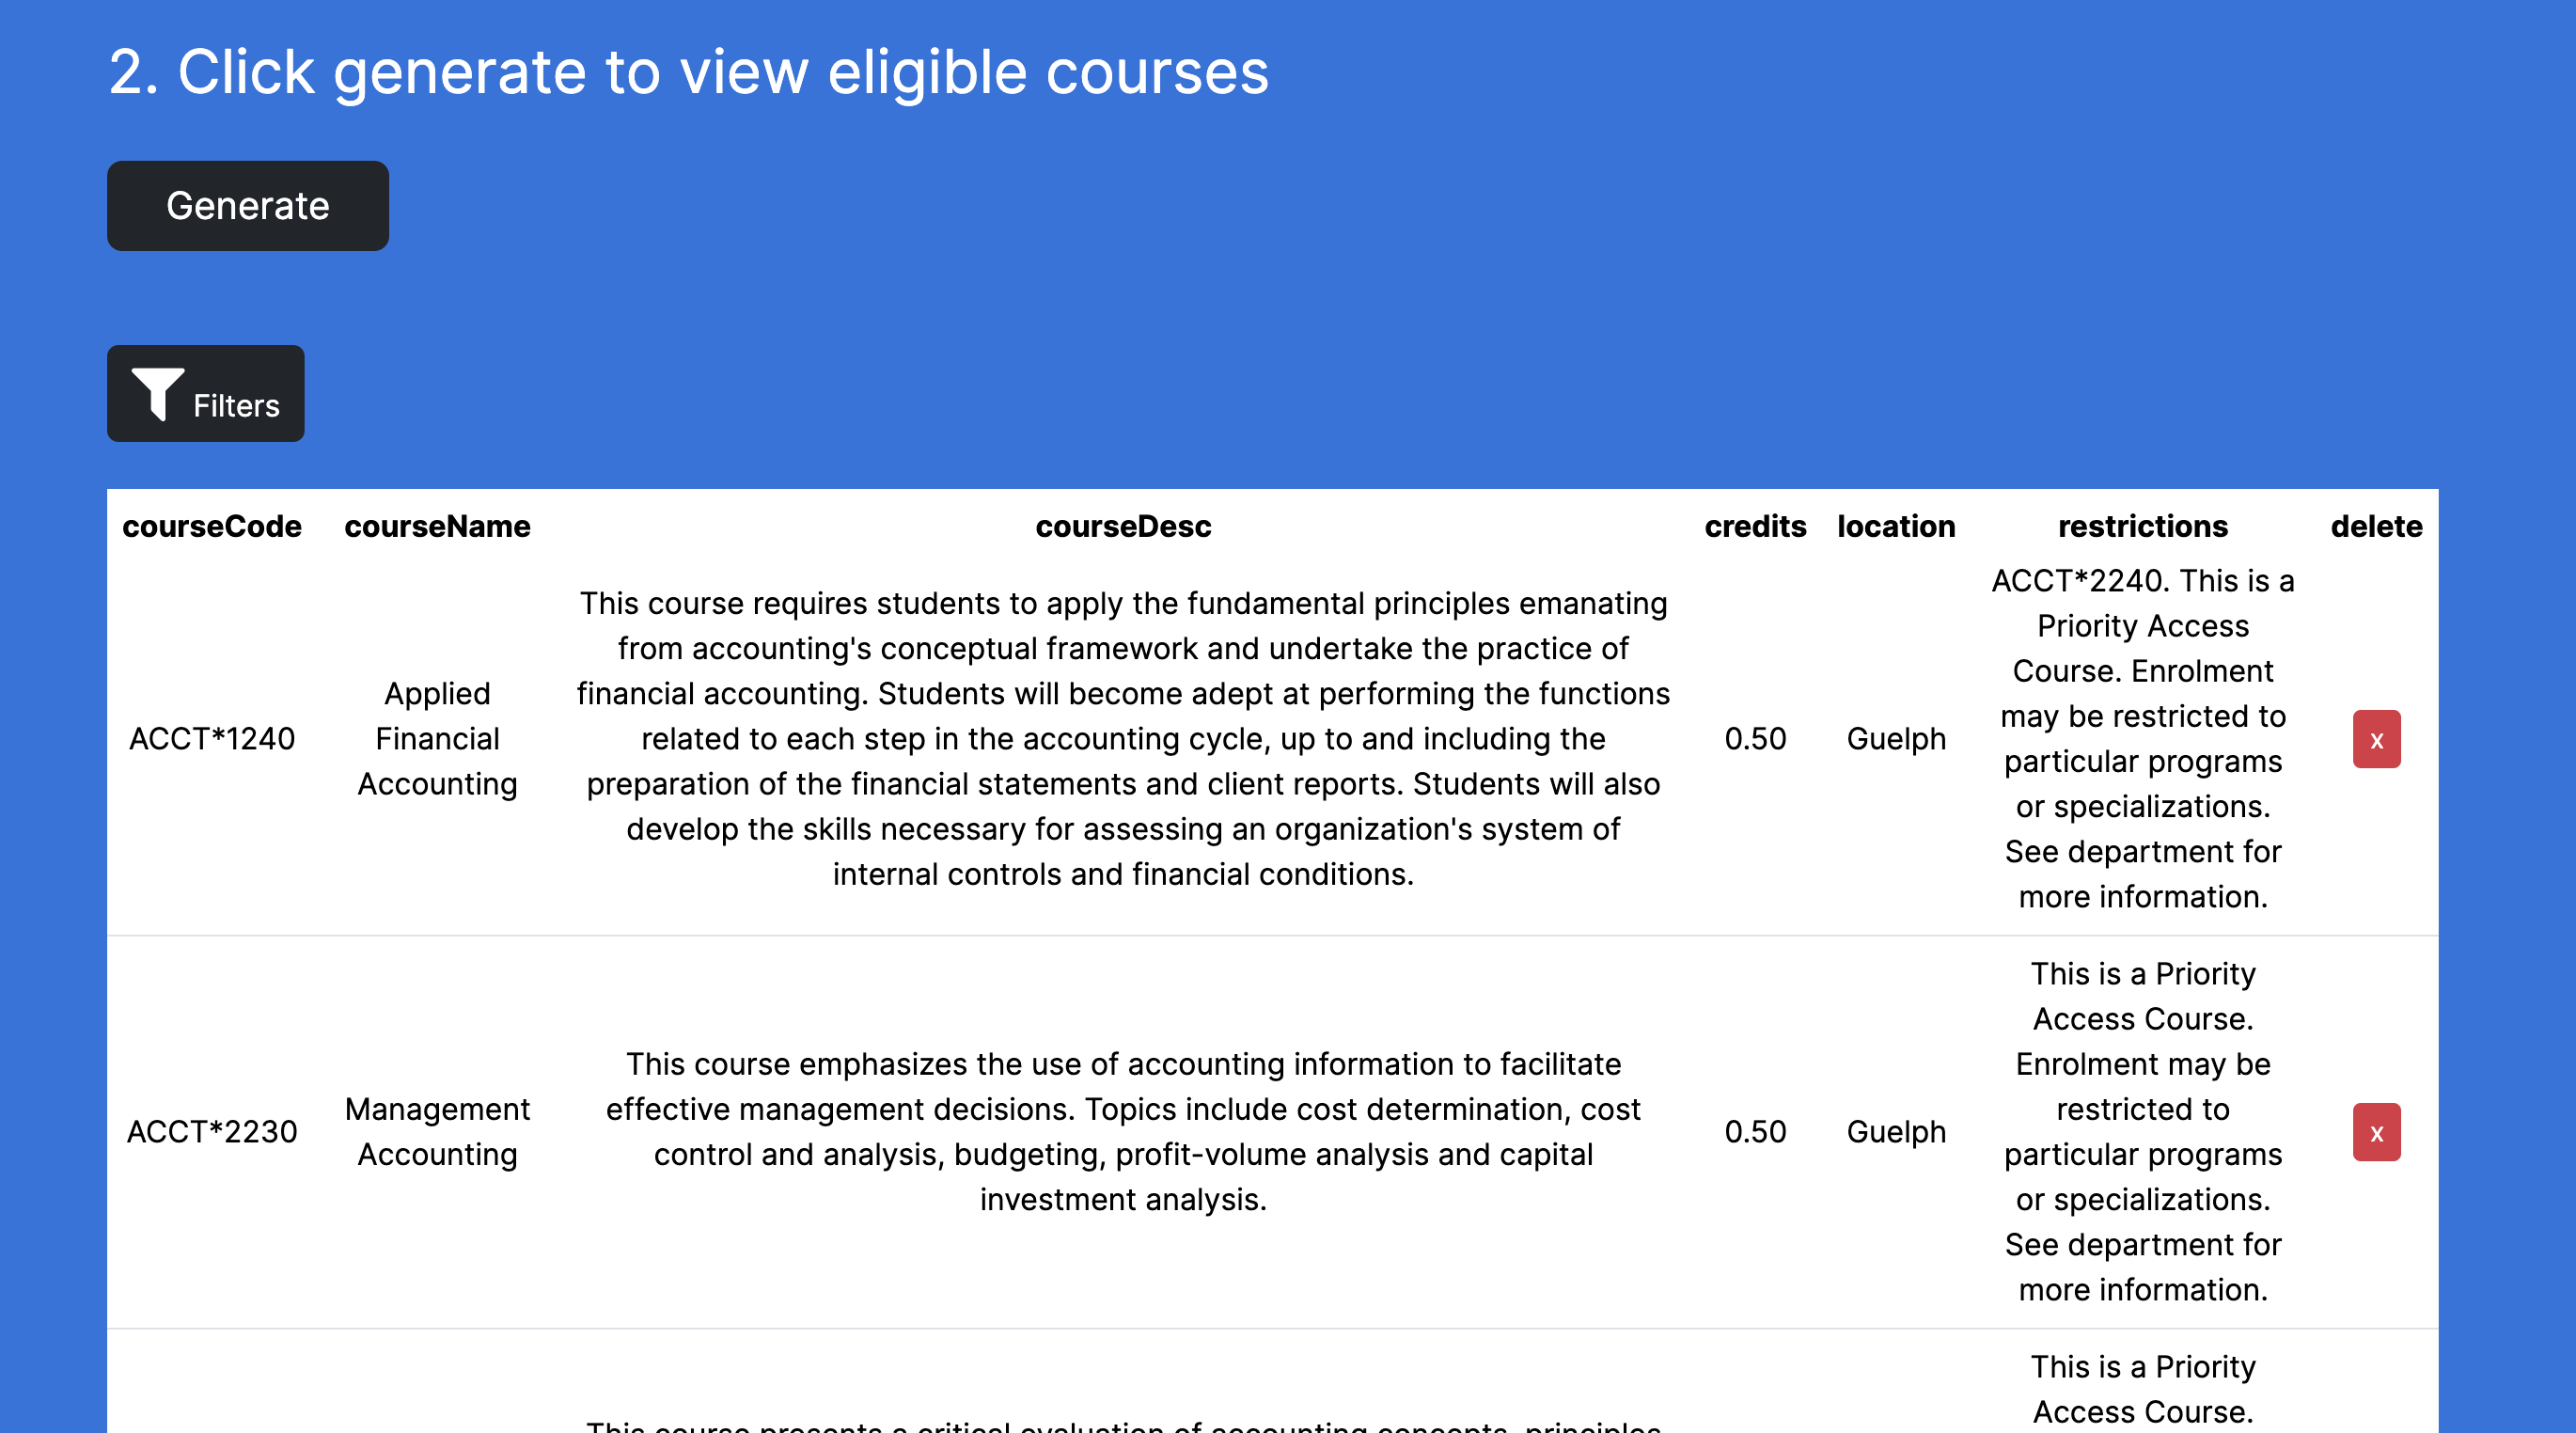 2. Click generate to view eligible courses
Generate
Filters
courseCode courseName courseDesc credits location restrictions delete
ACCT*1240
Applied
Financial
Accounting
This course requires students to apply the fundamental principles emanating
from accounting's conceptual framework and undertake the practice of
financial accounting. Students will become adept at performing the functions
related to each step in the accounting cycle, up to and including the
preparation of the financial statements and client reports. Students will also
develop the skills necessary for assessing an organization's system of
internal controls and financial conditions.
0.50
Guelph
ACCT*2240. This is a
Priority Access
Course. Enrolment
may be restricted to
particular programs
or specializations.
See department for
more information.
x
ACCT*2230
Management
Accounting
This course emphasizes the use of accounting information to facilitate
effective management decisions. Topics include cost determination, cost
control and analysis, budgeting, profit-volume analysis and capital
investment analysis.
0.50
Guelph
This is a Priority
Access Course.
Enrolment may be
restricted to
particular programs
or specializations.
See department for
more information.
x
This course presents a critical evaluation of accounting concepts, principles
This is a Priority
Access Course.